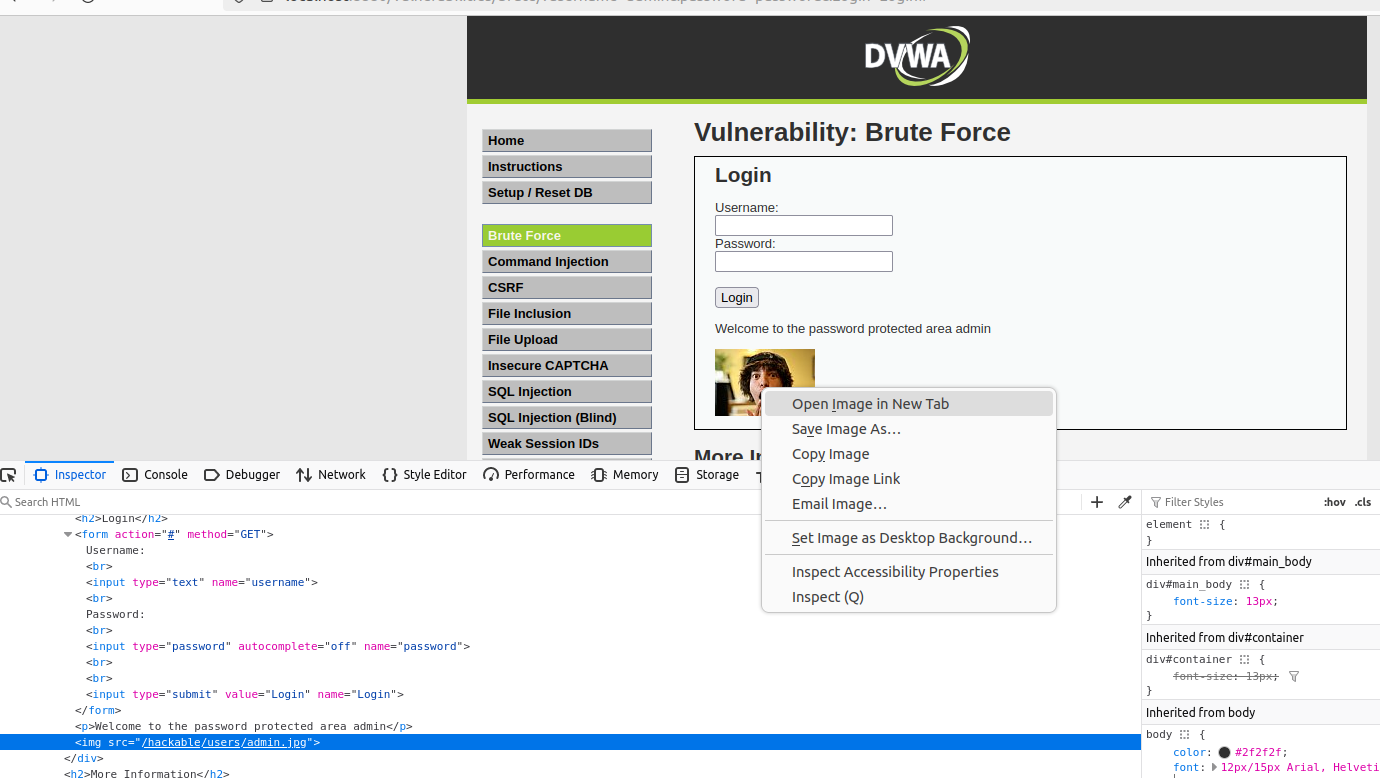 DVWA
Vulnerability: Brute Force
Home
Instructions
Setup / Reset DB
Brute Force
Command Injection
CSRF
File Inclusion
File Upload
Insecure CAPTCHA
SQL Injection
SQL Injection (Blind)
Weak Session IDs
Login
Username:
Password:
Login
Welcome to the password protected area admin
More In
Open Image in New Tab
Save Image As…
Copy Image
Copy Image Link
Email Image…
Set Image as Desktop Background…
Inspect Accessibility Properties
Inspect (Q)
Inspector
Console
Debugger
Network
Style Editor
Performance
Memory
Storage
Search HTML
<h2>Login</h2>
<form action="#" method="GET">
Username:
<br>
<input type="text" name="username">
<br>
Password:
<br>
<input type="password" autocomplete="off" name="password">
<br>
<br>
<input type="submit" value="Login" name="Login">
</form>
<p>Welcome to the password protected area admin</p>
<img src="/hackable/users/admin.jpg">
</div>
<h2>More Information</h2>
Filter Styles
:hov .cls
element {
}
Inherited from div#main_body
div#main_body {
font-size: 13px;
}
Inherited from div#container
div#container {
font-size: 13px;
}
Inherited from body
body {
color: #2f2f2f;
font: 12px/15px Arial, Helveti